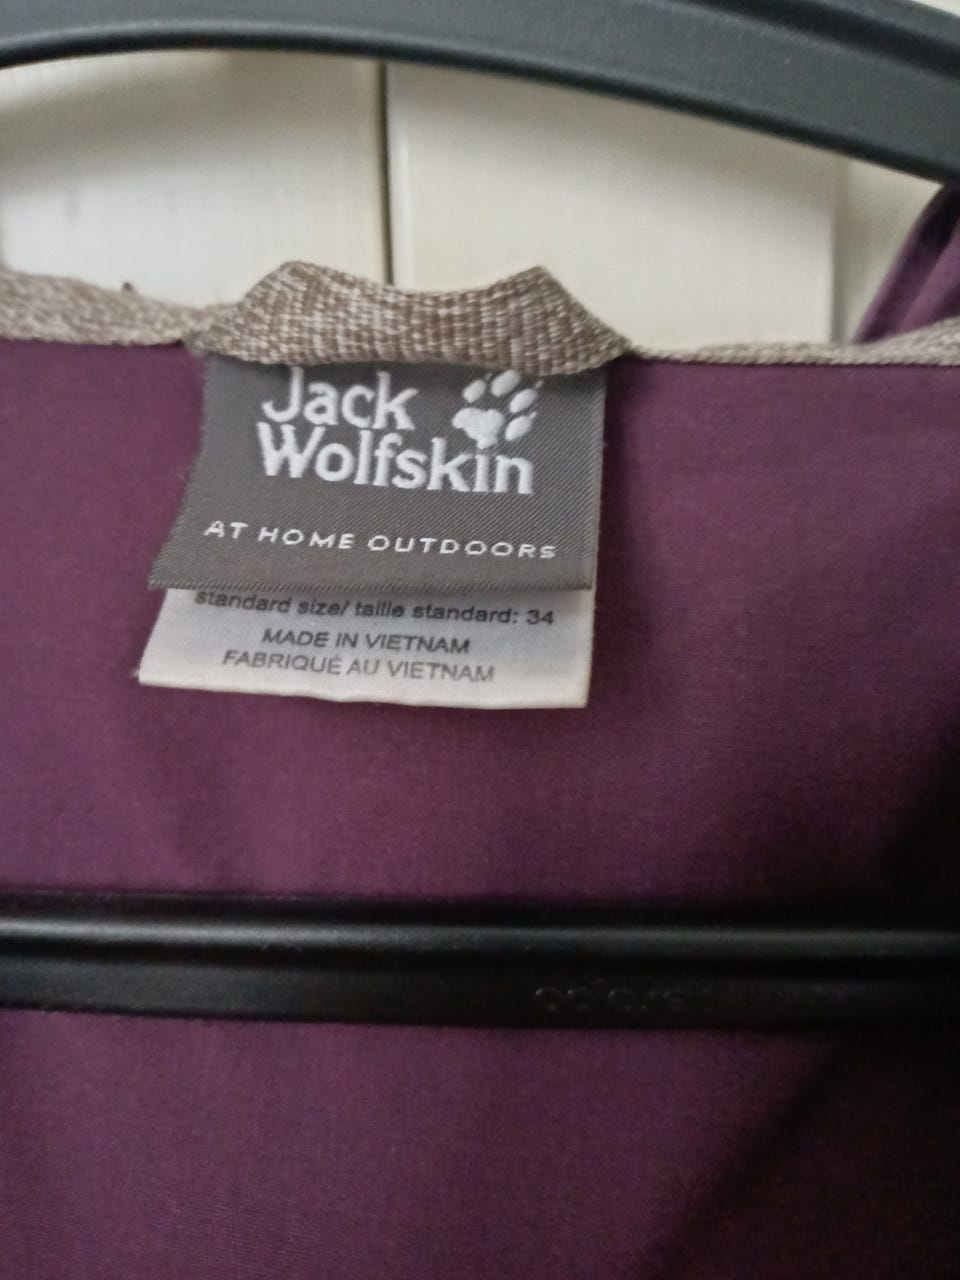 Jack
Wolfskin
AT HOME OUTDOORS
standard size/ taille standard: 34
MADE IN VIETNAM
FABRIQUÉ AU VIETNAM